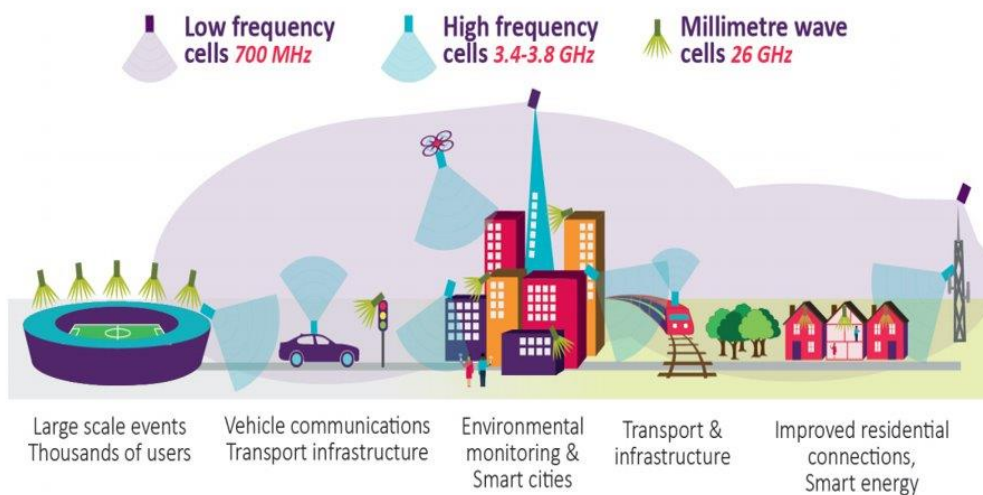 Low frequency
cells 700 MHz
High frequency
cells 3.4-3.8 GHz
Millimetre wave
cells 26 GHz
Large scale events
Thousands of users
Vehicle communications
Transport infrastructure
Environmental
monitoring &
Smart cities
Transport &
infrastructure
Improved residential
connections,
Smart energy